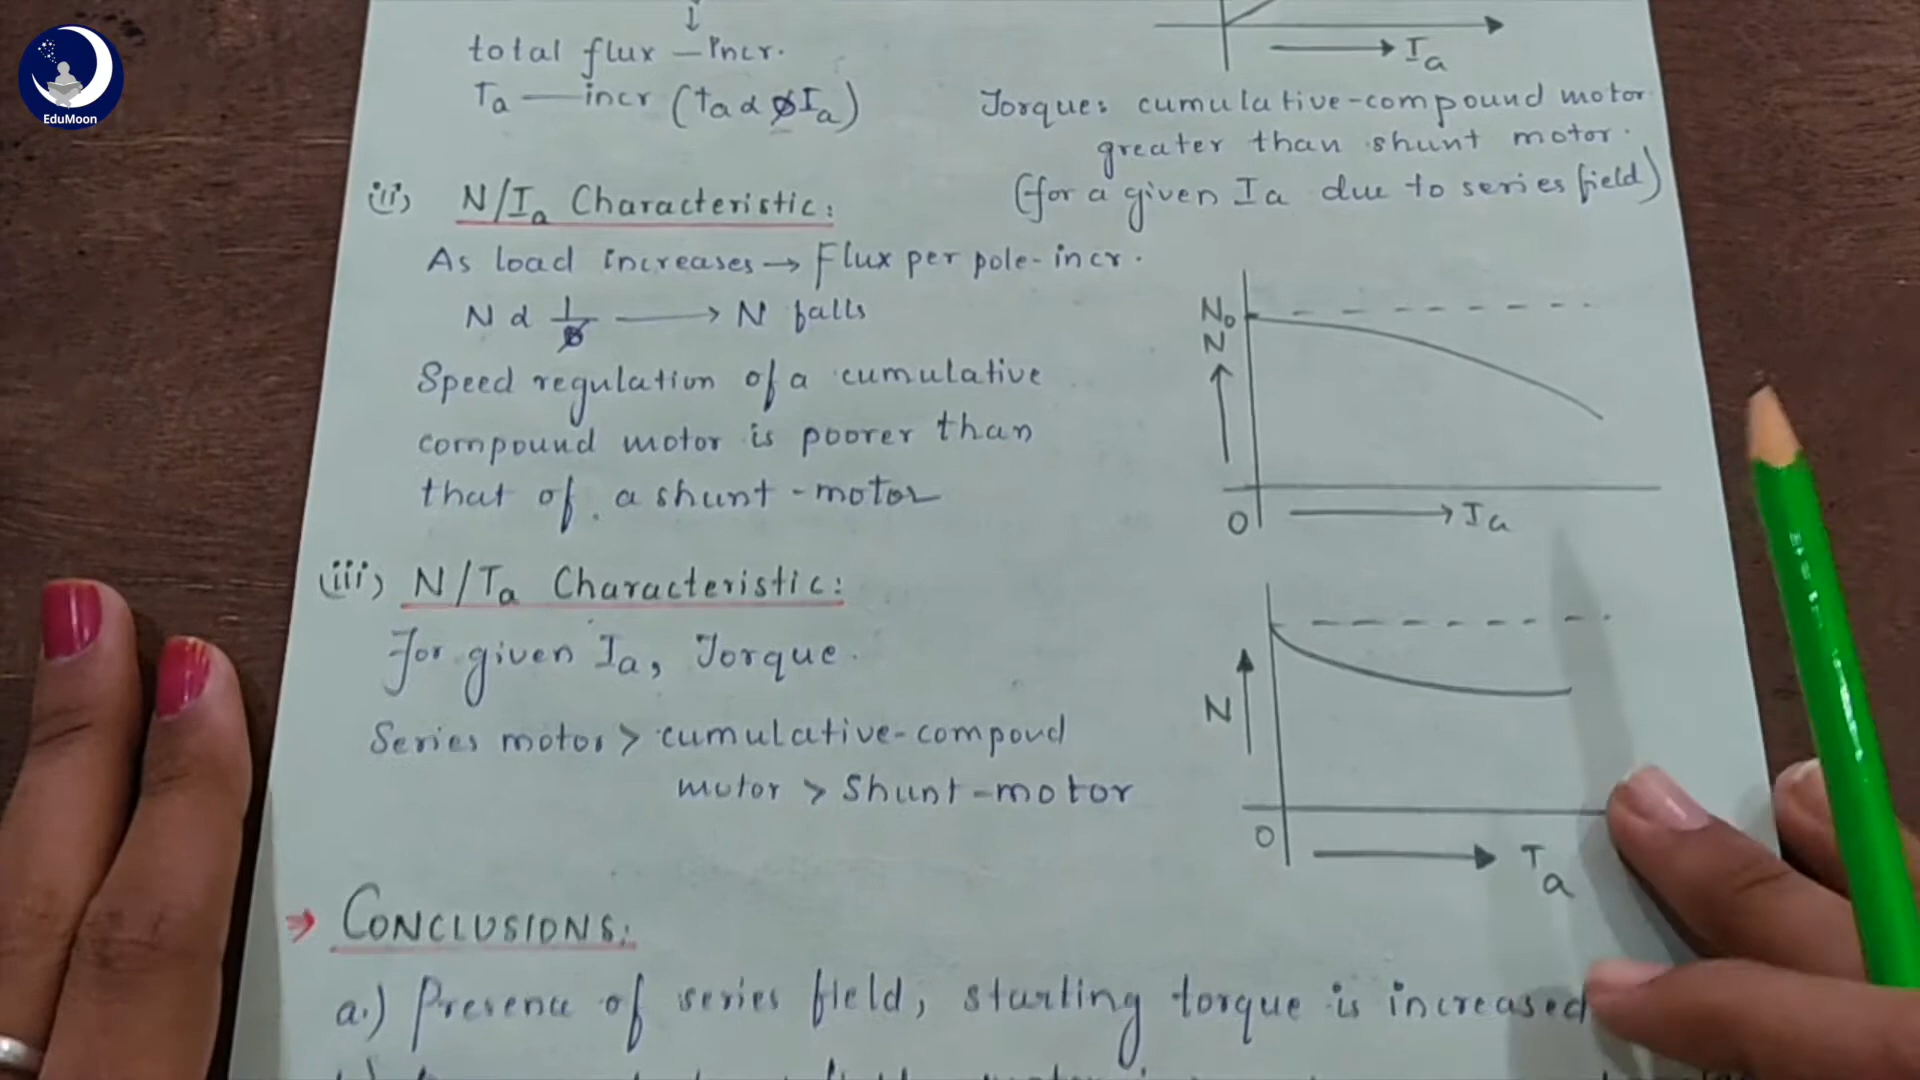 EduMoon
↓
total flux — Incr.
Ta — incr (Ta α ØIa)
→ Ia
Torque: cumulative-compound motor
greater than shunt motor.
(for a given Ia due to series field)
(ii) N/Ia Characteristic:
As load increases → Flux per pole - incr.
N α 1/Ø → N falls
Speed regulation of a cumulative
compound motor is poorer than
that of a shunt-motor
N₀
N
O
→ Ia
(iii) N/Ta Characteristic:
For given Ia, Torque.
Series motor > cumulative-compoud
motor > Shunt-motor
N
O
→ Ta
⇒ CONCLUSIONS:
a.) Presence of series field, starting torque is increased